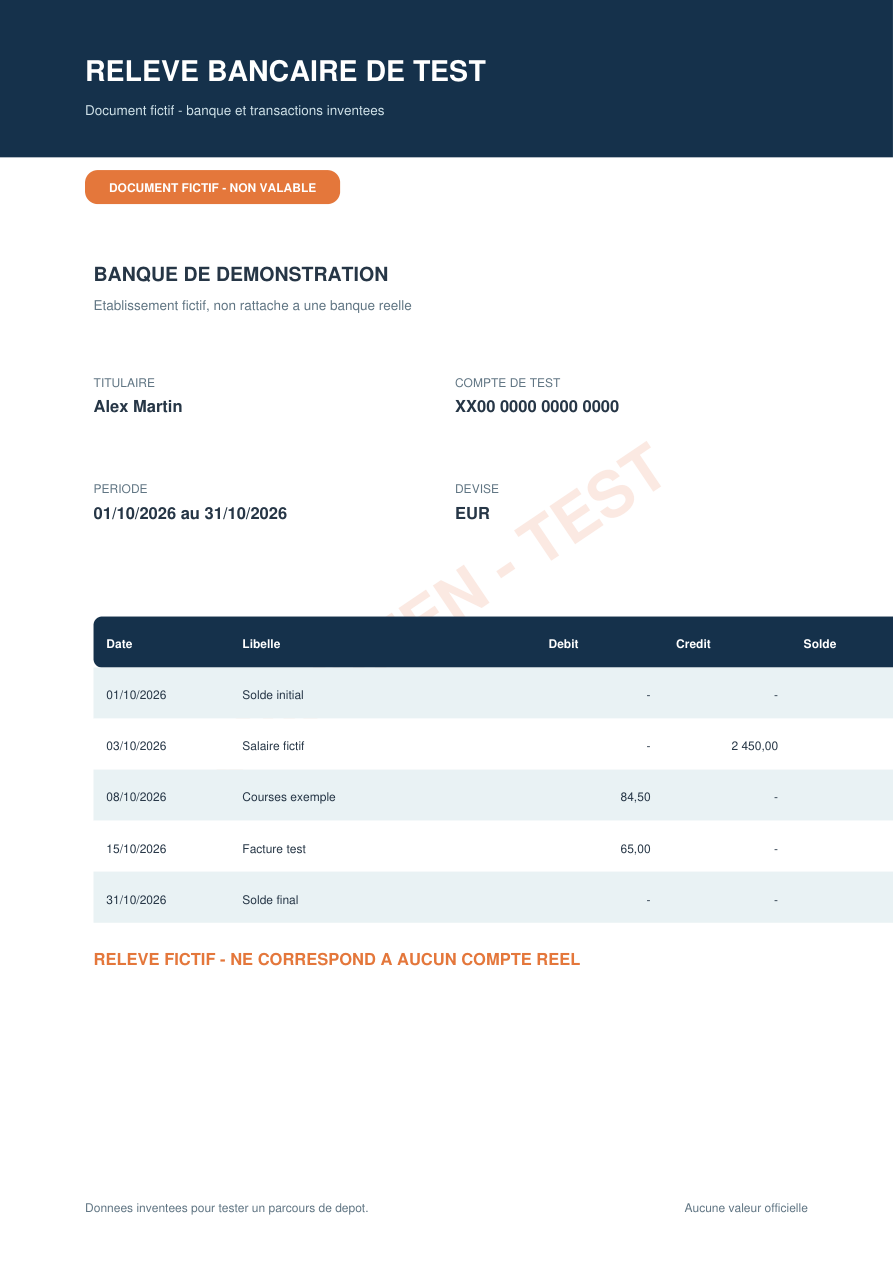 RELEVE BANCAIRE DE TEST
Document fictif - banque et transactions inventees
DOCUMENT FICTIF - NON VALABLE
BANQUE DE DEMONSTRATION
Etablissement fictif, non rattache a une banque reelle
TITULAIRE COMPTE DE TEST
Alex Martin XX00 0000 0000 0000
PERIODE DEVISE
01/10/2026 au 31/10/2026 EUR
EN - TEST
Date Libelle Debit Credit Solde
01/10/2026 Solde initial - -
03/10/2026 Salaire fictif - 2 450,00
08/10/2026 Courses exemple 84,50 -
15/10/2026 Facture test 65,00 -
31/10/2026 Solde final - -
RELEVE FICTIF - NE CORRESPOND A AUCUN COMPTE REEL
Donnees inventees pour tester un parcours de depot. Aucune valeur officielle